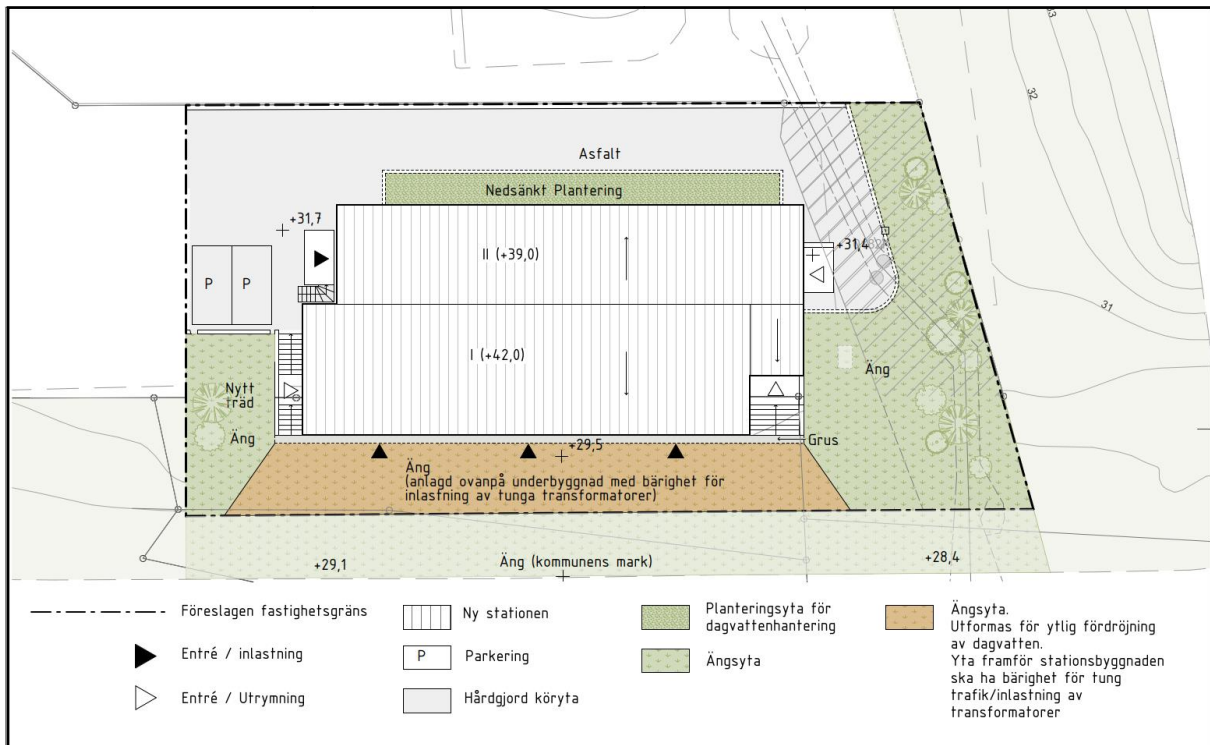 33
32
Asfalt
Nedsänkt Plantering
+31,7
II (+39,0)
+31,4
P P
31
I (+42,0)
Nytt
träd
Äng
Äng
Grus
+29,5
Äng
(anlagd ovanpå underbyggnad med bärighet för
inlastning av tunga transformatorer)
+29,1
Äng (kommunens mark)
+28,4
Föreslagen fastighetsgräns
Entré / inlastning
Entré / Utrymning
Ny stationen
P Parkering
Hårdgjord köryta
Planteringsyta för
dagvattenhantering
Ängsyta
Ängsyta.
Utformas för ytlig fördröjning
av dagvatten.
Yta framför stationsbyggnaden
ska ha bärighet för tung
trafik/inlastning av
transformatorer